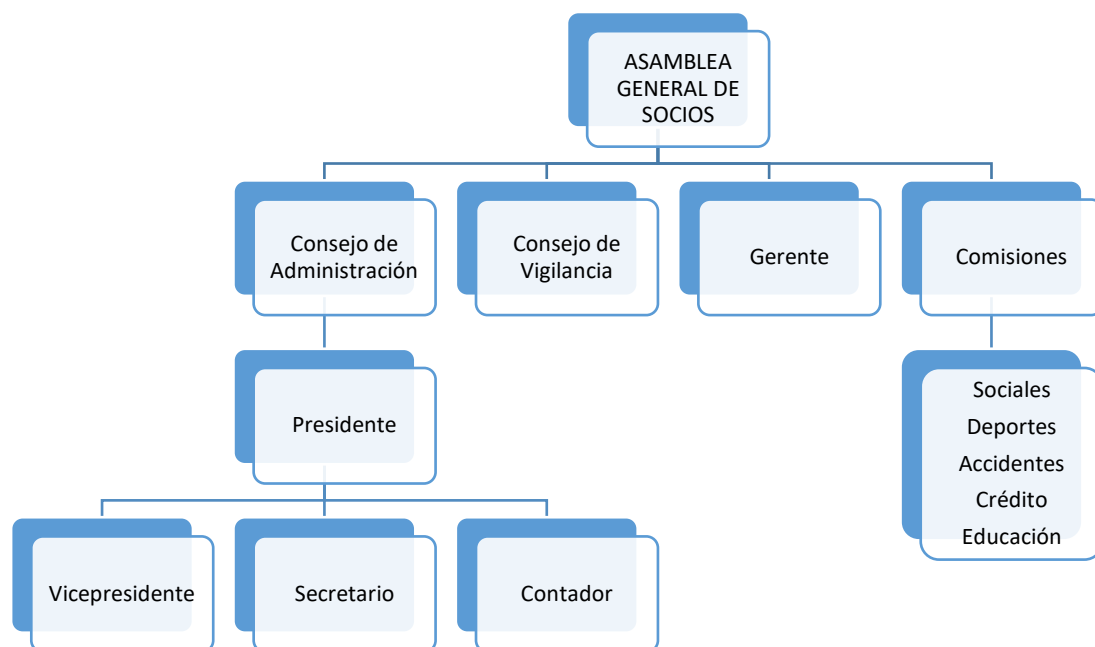 ASAMBLEA
GENERAL DE
SOCIOS
Consejo de
Administración
Consejo de
Vigilancia
Gerente
Comisiones
Presidente
Sociales
Deportes
Accidentes
Crédito
Educación
Vicepresidente
Secretario
Contador